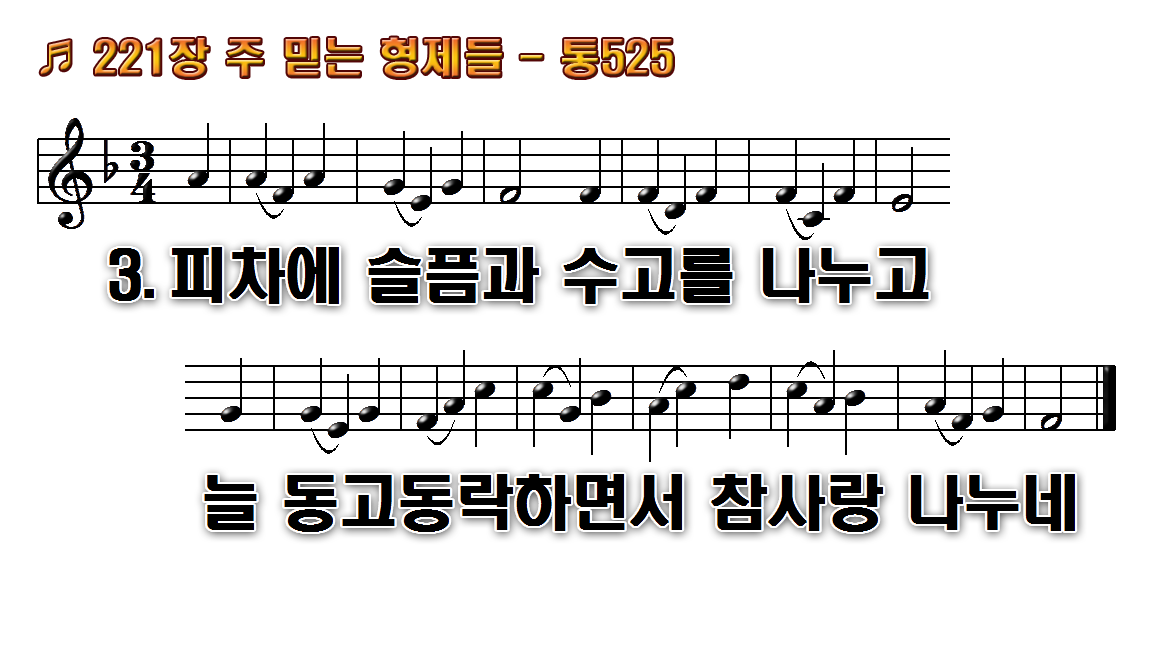 ♬ 221장 주 믿는 형제들 - 통525
3. 피차에 슬픔과 수고를 나누고
늘 동고동락하면서 참사랑 나누네